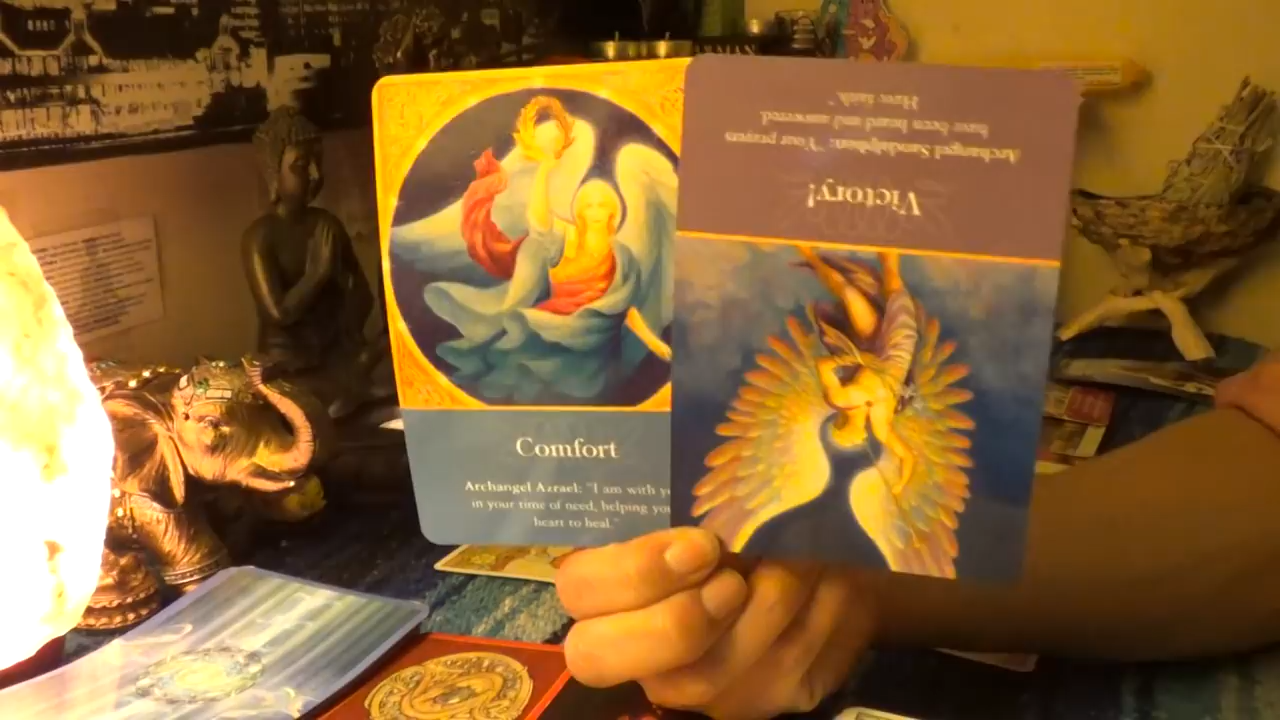 Comfort
Archangel Azrael: "I am with yo
in your time of need, helping you
heart to heal."
Victory!
Archangel Sandalphon: "Your prayers
have been heard and answered.
Have faith."